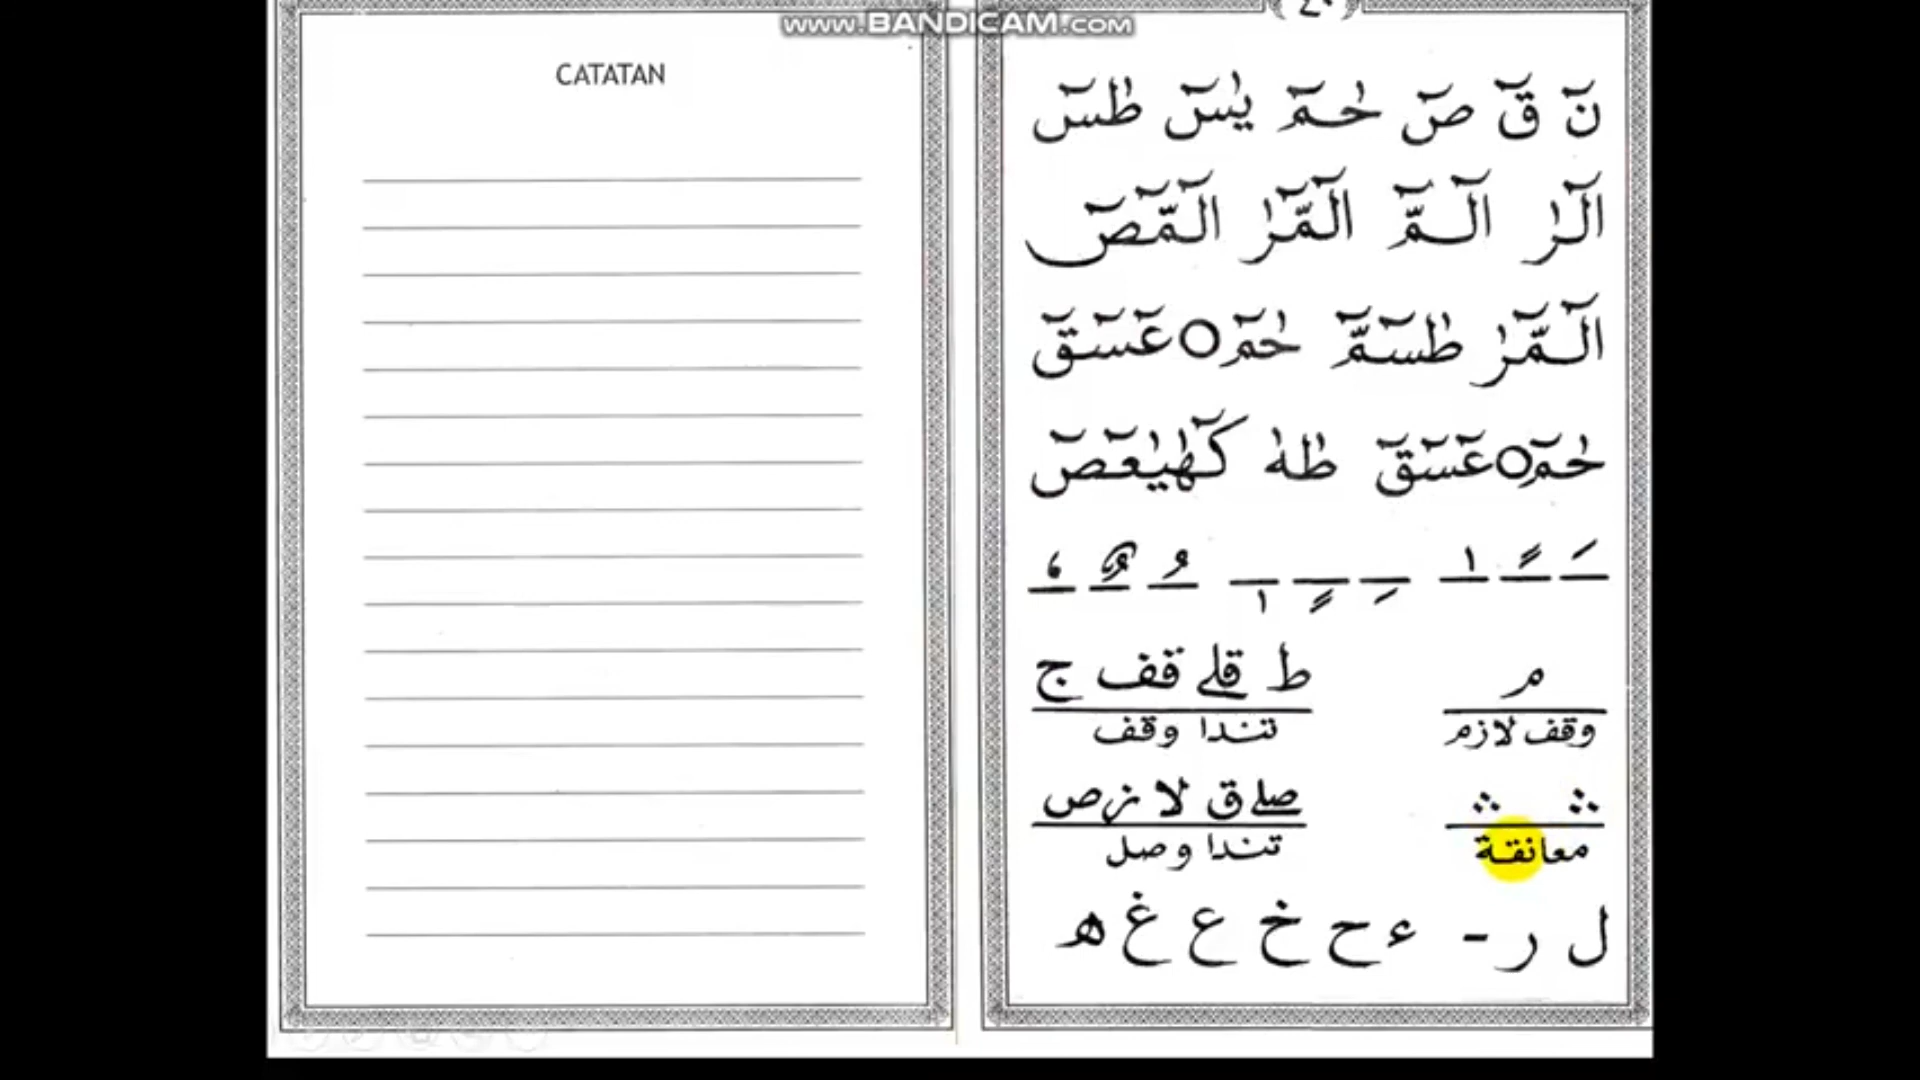 www.BANDICAM.com
CATATAN
﴿ ٤٠ ﴾
نٓ قٓ صٓ حٰمٓ يٰسٓ طٰسٓ
الٓرٰ الٓمّٓ الٓمّٓرٰ الٓمّٓصٓ
الٓمّٓرٰ طٰسٓمّٓ حٰمٓ ○ عٓسٓقٓ
حٰمٓ ○ عٓسٓقٓ طٰهٰ كٓهٰيٰعٓصٓ
م ط قلے قف ج
وقف لازم تندا وقف
∴ ∴ صلے ق لا ز ص
معانقة تندا وصل
ل ر - ء ح خ ع غ ه